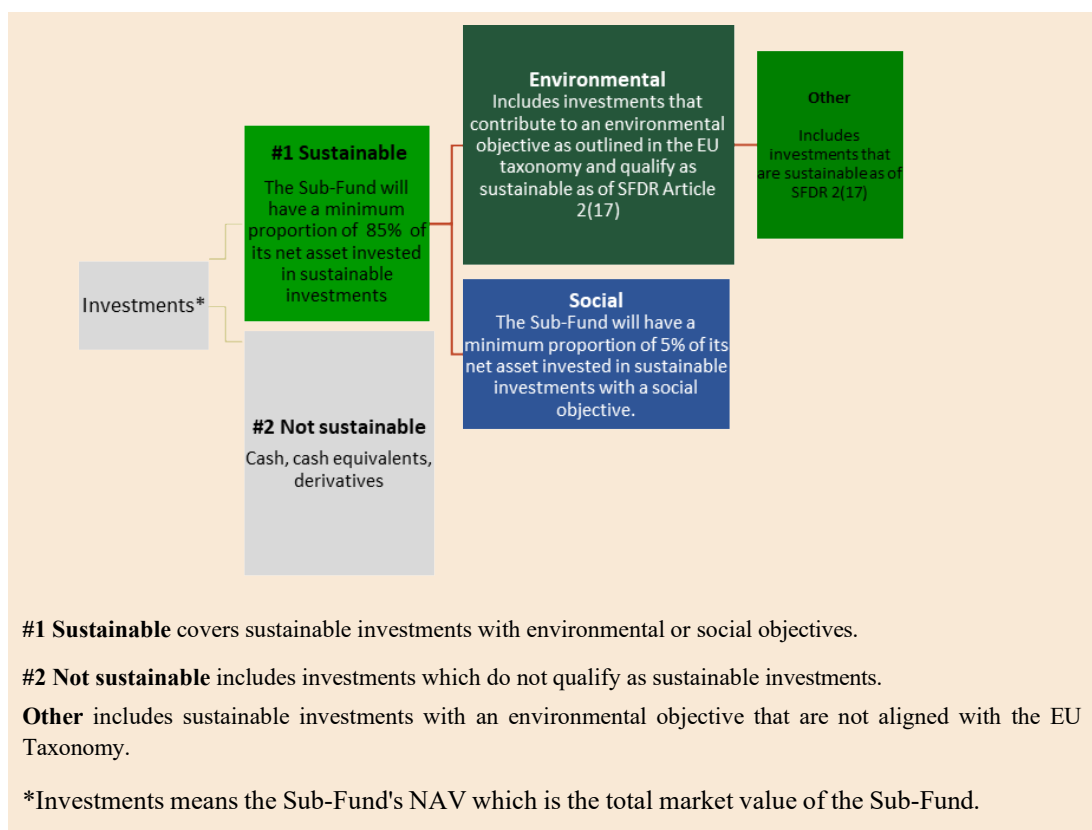 Investments*
#1 Sustainable
The Sub-Fund will
have a minimum
proportion of 85% of
its net asset invested
in sustainable
investments
#2 Not sustainable
Cash, cash equivalents,
derivatives
Environmental
Includes investments that
contribute to an environmental
objective as outlined in the EU
taxonomy and qualify as
sustainable as of SFDR Article
2(17)
Social
The Sub-Fund will have a
minimum proportion of 5% of its
net asset invested in sustainable
investments with a social
objective.
Other
Includes
investments that
are sustainable as of
SFDR 2(17)
#1 Sustainable covers sustainable investments with environmental or social objectives.
#2 Not sustainable includes investments which do not qualify as sustainable investments.
Other includes sustainable investments with an environmental objective that are not aligned with the EU
Taxonomy.
*Investments means the Sub-Fund's NAV which is the total market value of the Sub-Fund.